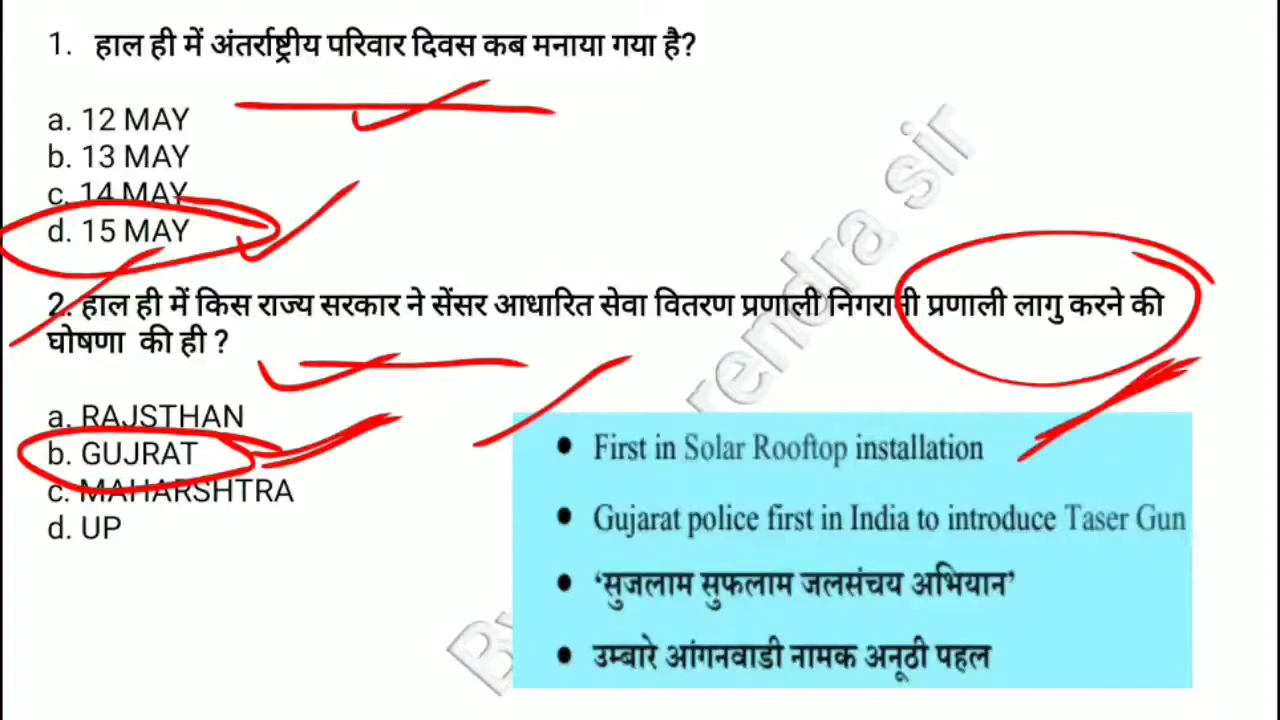 1. हाल ही में अंतर्राष्ट्रीय परिवार दिवस कब मनाया गया है?
a. 12 MAY
b. 13 MAY
c. 14 MAY
d. 15 MAY
2. हाल ही में किस राज्य सरकार ने सेंसर आधारित सेवा वितरण प्रणाली निगरानी प्रणाली लागु करने की
घोषणा की ही ?
a. RAJSTHAN
b. GUJRAT
c. MAHARSHTRA
d. UP
• First in Solar Rooftop installation
• Gujarat police first in India to introduce Taser Gun
• ‘सुजलाम सुफलाम जलसंचय अभियान’
• उम्बारे आंगनवाडी नामक अनूठी पहल
rendra sir